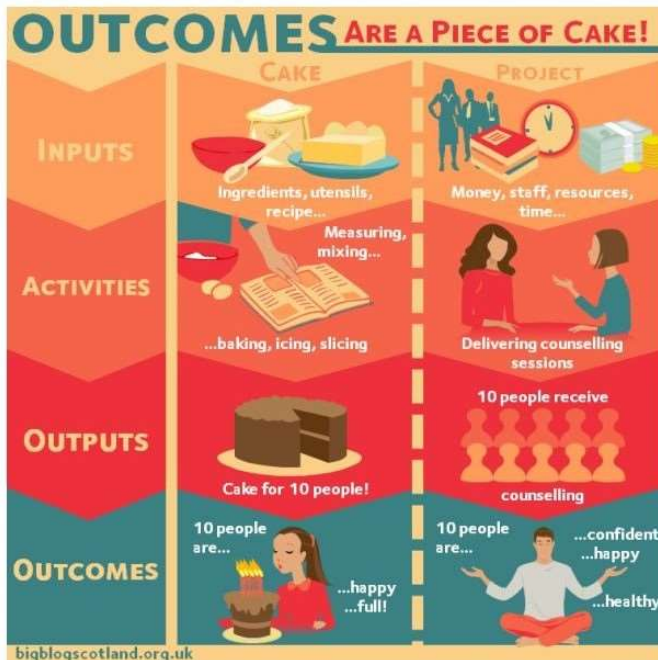 OUTCOMES ARE A PIECE OF CAKE!
CAKE
PROJECT
INPUTS
Ingredients, utensils,
recipe...
Money, staff, resources,
time...
ACTIVITIES
Measuring,
mixing...
...baking, icing, slicing
Delivering counselling
sessions
OUTPUTS
Cake for 10 people!
10 people receive
counselling
OUTCOMES
10 people
are...
...happy
...full!
10 people
are...
...confident
...happy
...healthy
bigblogscotland.org.uk